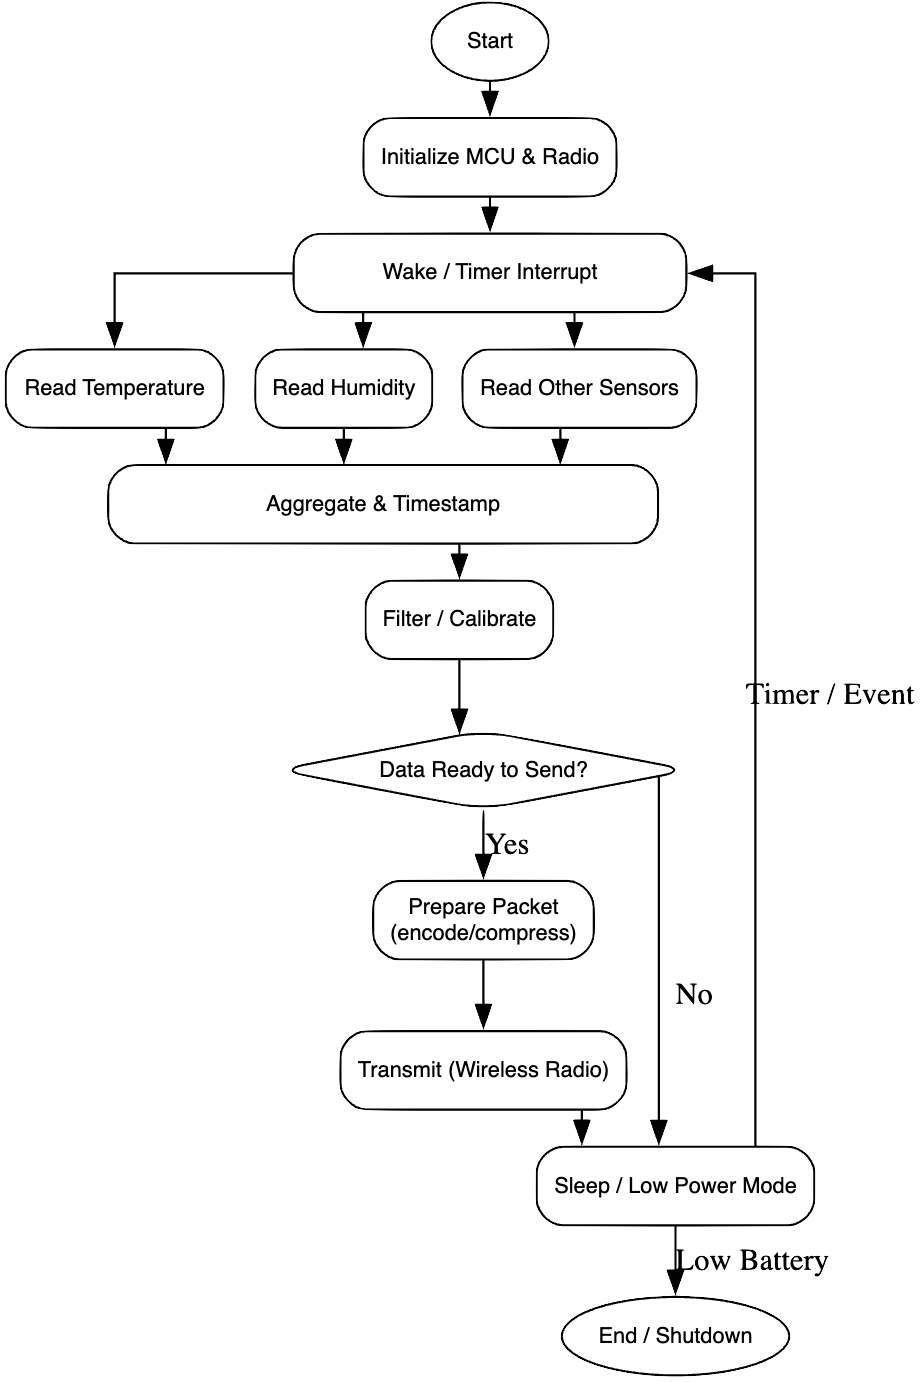 Start
Initialize MCU & Radio
Wake / Timer Interrupt
Read Temperature
Read Humidity
Read Other Sensors
Aggregate & Timestamp
Filter / Calibrate
Timer / Event
Data Ready to Send?
Yes
Prepare Packet
(encode/compress)
No
Transmit (Wireless Radio)
Sleep / Low Power Mode
Low Battery
End / Shutdown